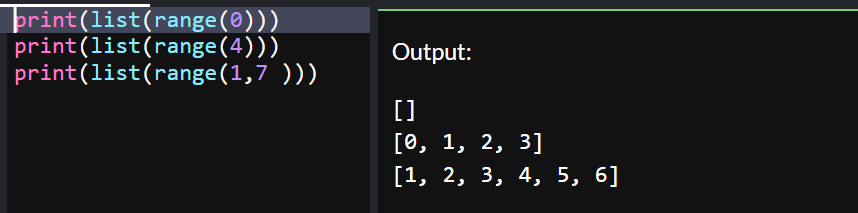 print(list(range(0)))
print(list(range(4)))
print(list(range(1,7 )))
Output:
[]
[0, 1, 2, 3]
[1, 2, 3, 4, 5, 6]